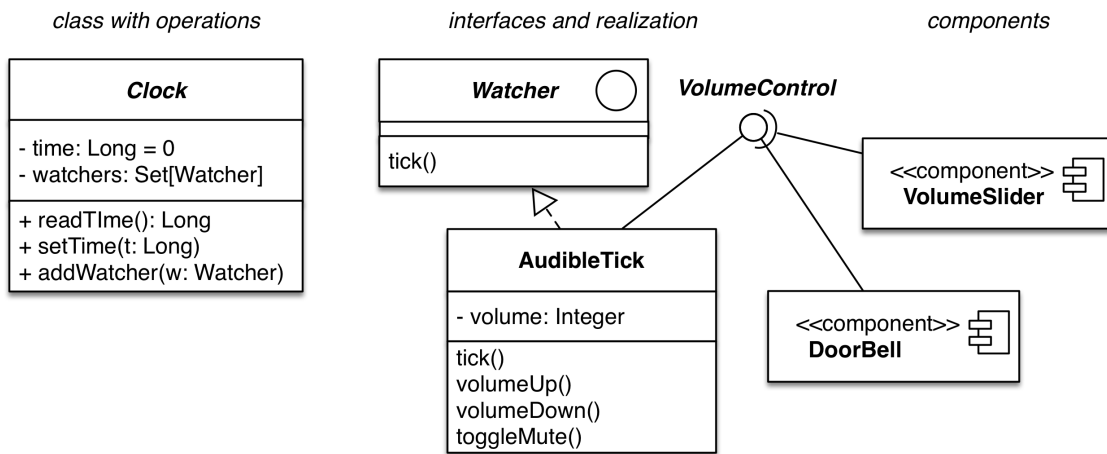 class with operations
interfaces and realization
components
Clock
- time: Long = 0
- watchers: Set[Watcher]
+ readTIme(): Long
+ setTime(t: Long)
+ addWatcher(w: Watcher)
Watcher
tick()
VolumeControl
<<component>>
VolumeSlider
AudibleTick
- volume: Integer
tick()
volumeUp()
volumeDown()
toggleMute()
<<component>>
DoorBell